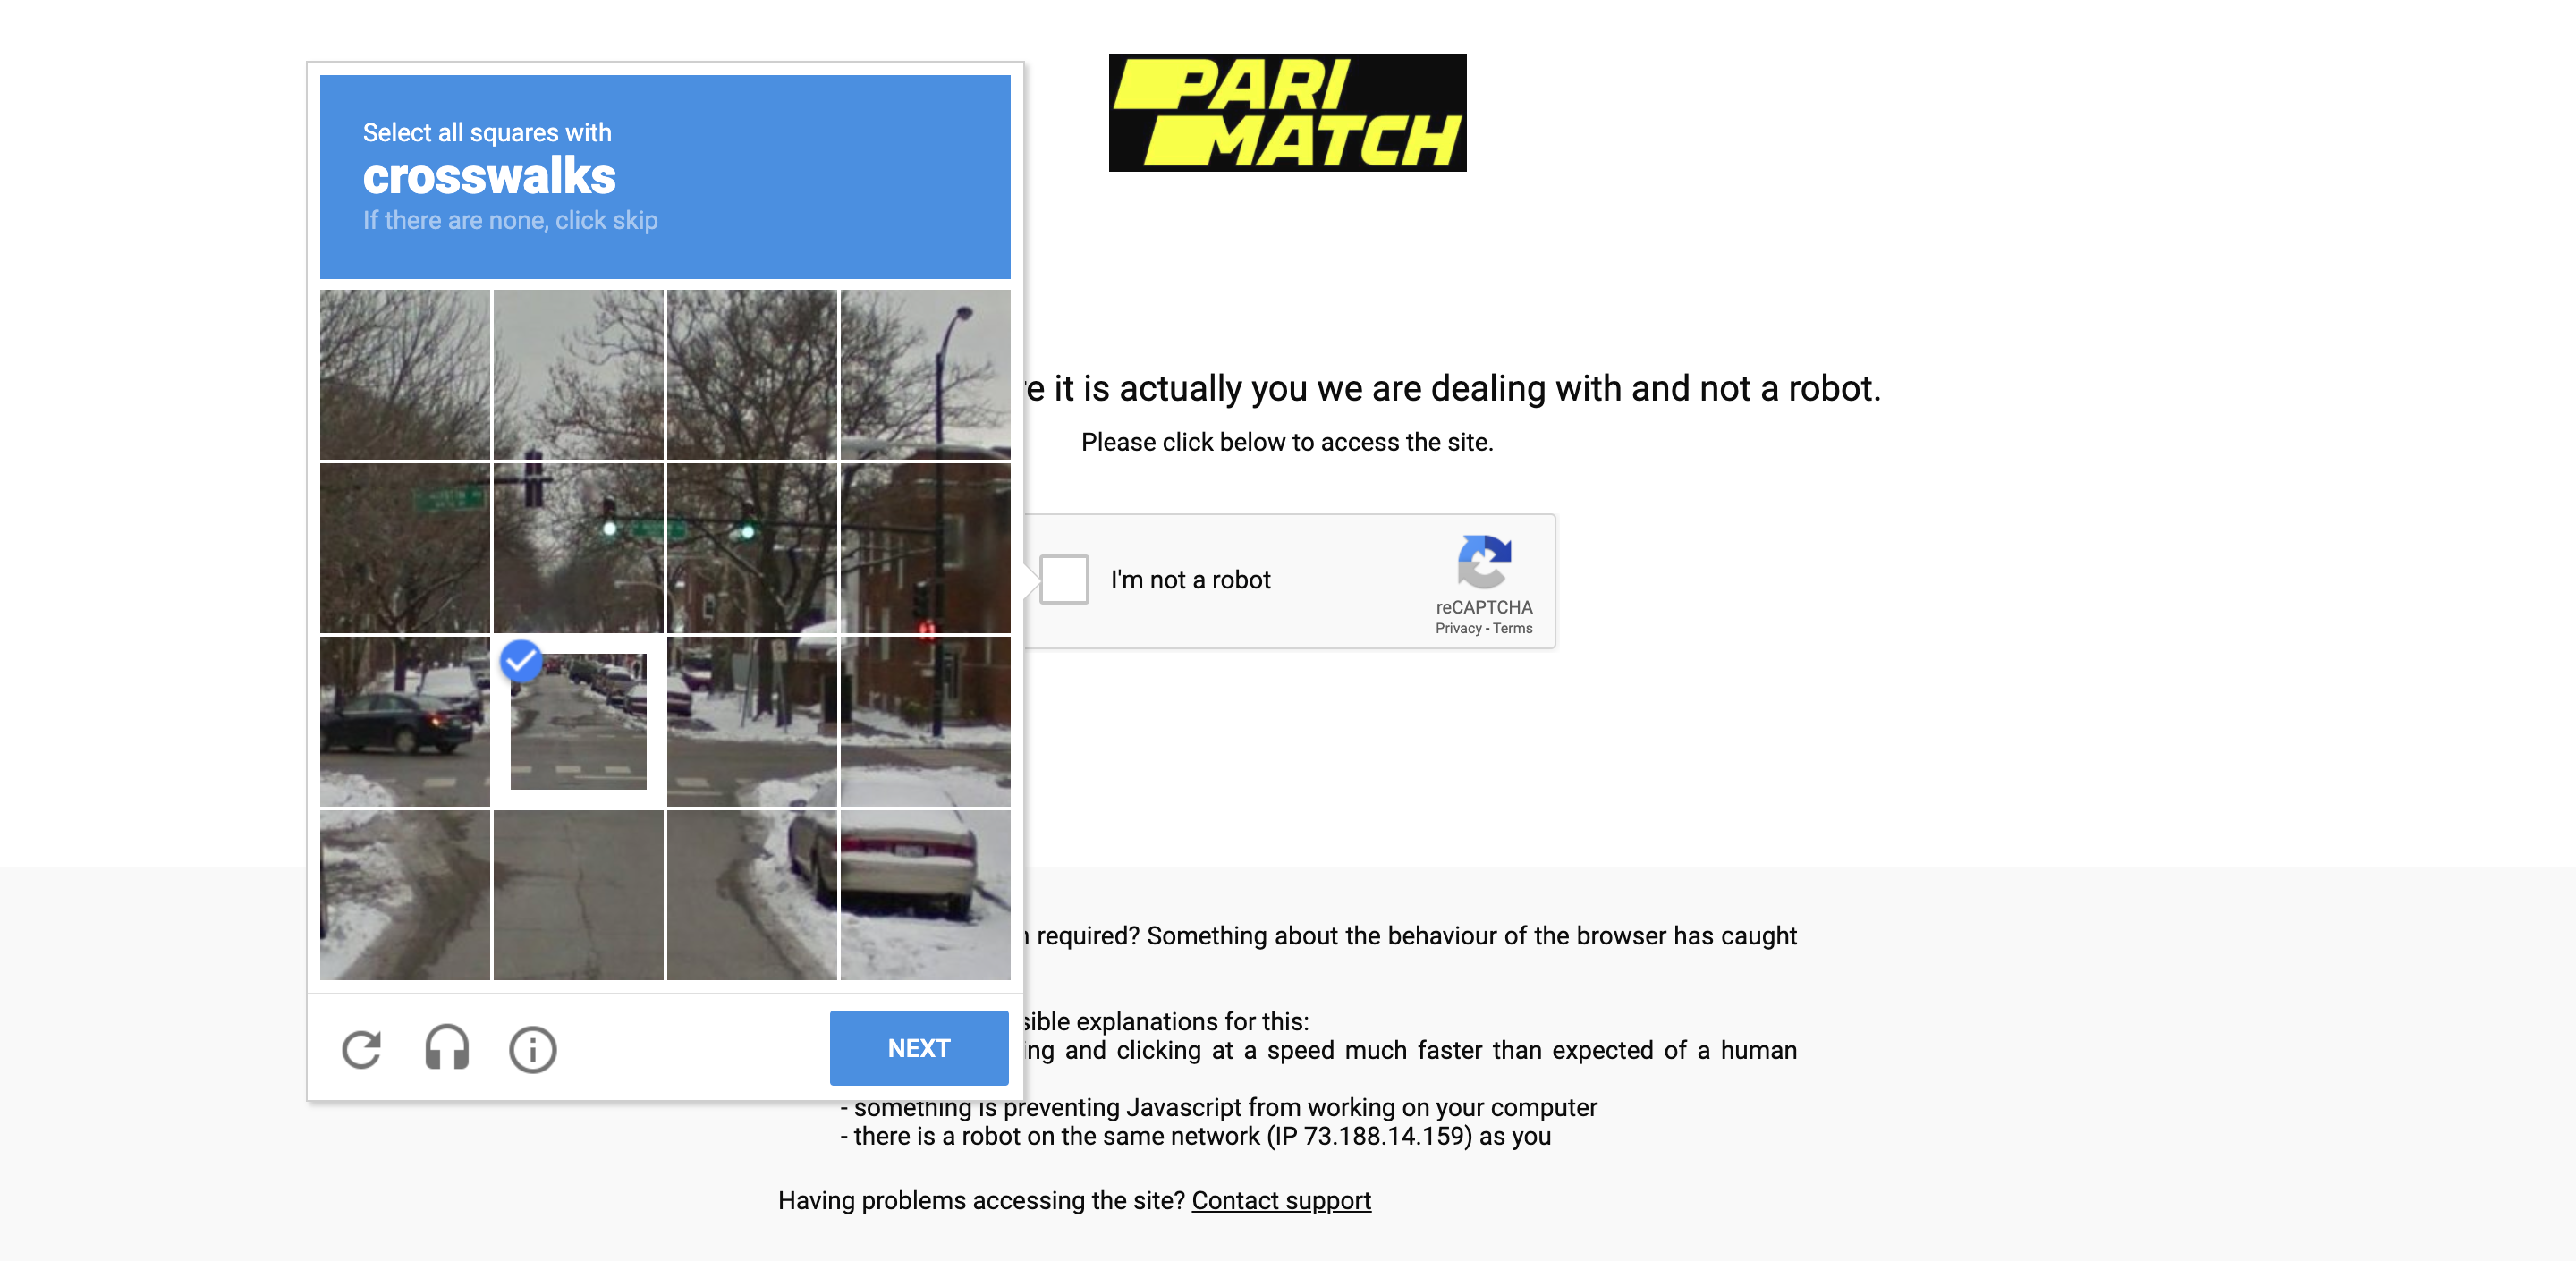 PARI
MATCH
Select all squares with
crosswalks
If there are none, click skip
e it is actually you we are dealing with and not a robot.
Please click below to access the site.
I'm not a robot
reCAPTCHA
Privacy - Terms
required? Something about the behaviour of the browser has caught
sible explanations for this:
ing and clicking at a speed much faster than expected of a human
NEXT
- something is preventing Javascript from working on your computer
- there is a robot on the same network (IP 73.188.14.159) as you
Having problems accessing the site? Contact support